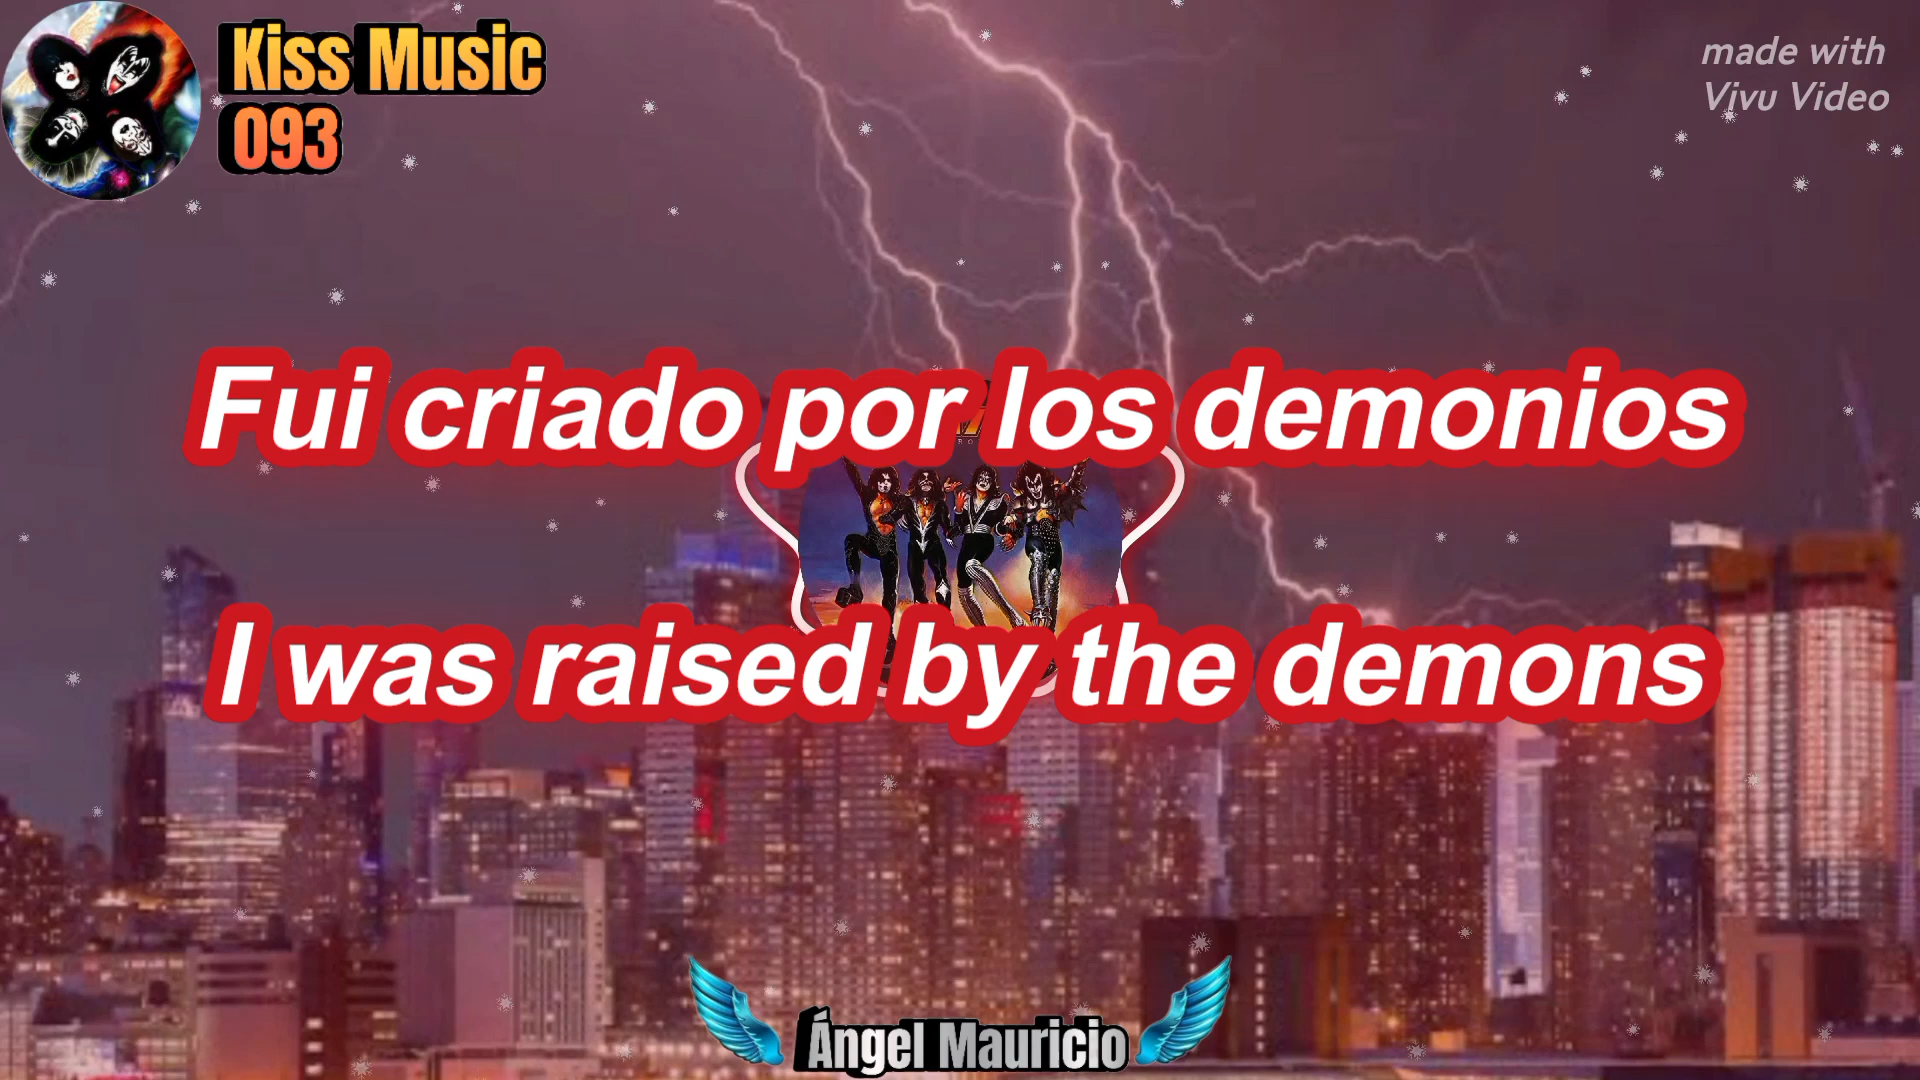 Kiss Music
093
made with
Vivu Video
Fui criado por los demonios
I was raised by the demons
Ángel Mauricio